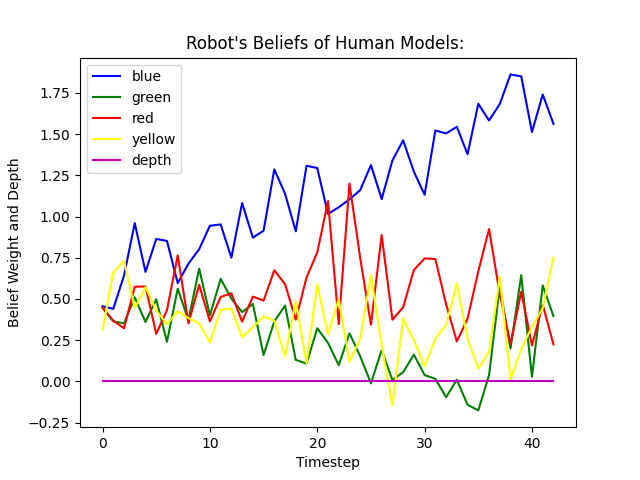 Robot's Beliefs of Human Models:
blue
green
red
yellow
depth
Belief Weight and Depth
1.75
1.50
1.25
1.00
0.75
0.50
0.25
0.00
−0.25
0
10
20
30
40
Timestep